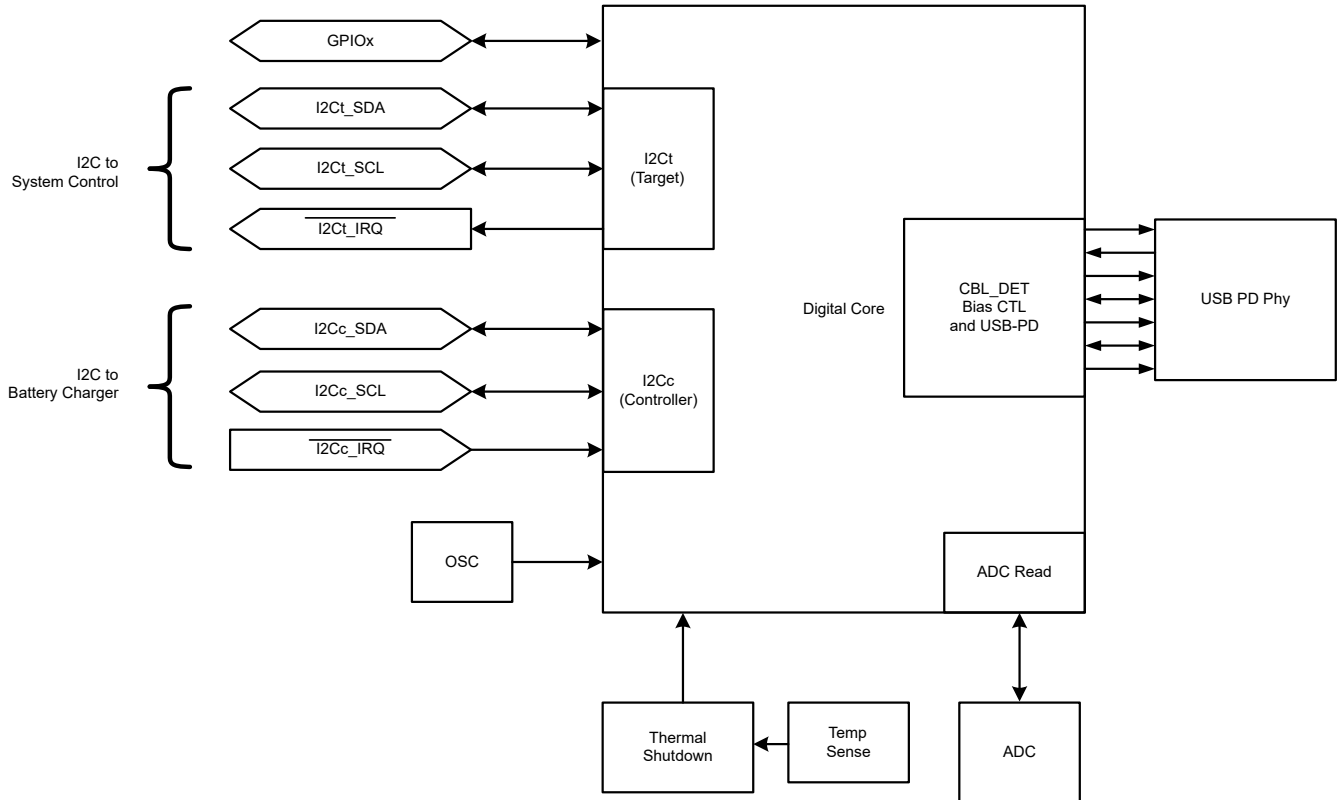 GPIOx
I2C to
System Control
I2Ct_SDA
I2Ct_SCL
I2Ct_IRQ
I2Ct
(Target)
I2C to
Battery Charger
I2Cc_SDA
I2Cc_SCL
I2Cc_IRQ
I2Cc
(Controller)
Digital Core
CBL_DET
Bias CTL
and USB-PD
USB PD Phy
OSC
ADC Read
Thermal
Shutdown
Temp
Sense
ADC